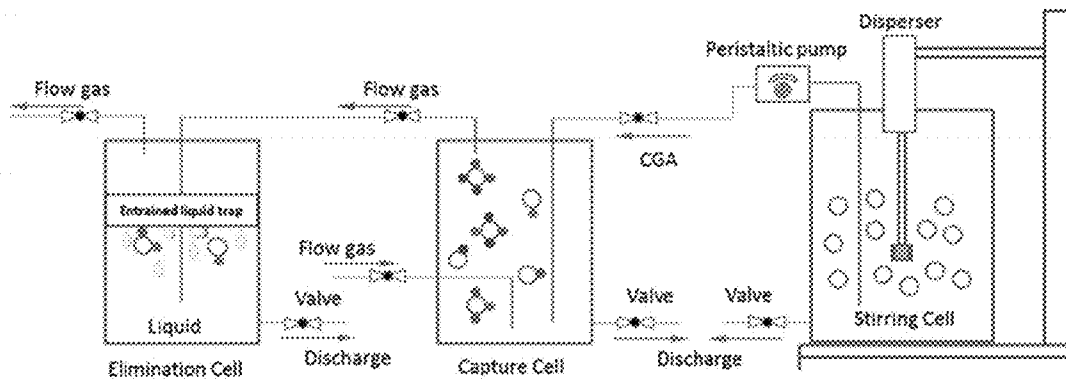 Disperser
Peristaltic pump
Flow gas
Flow gas
CGA
Entrained liquid trap
Flow gas
Valve
Valve
Valve
Liquid
Stirring Cell
Discharge
Discharge
Elimination Cell
Capture Cell